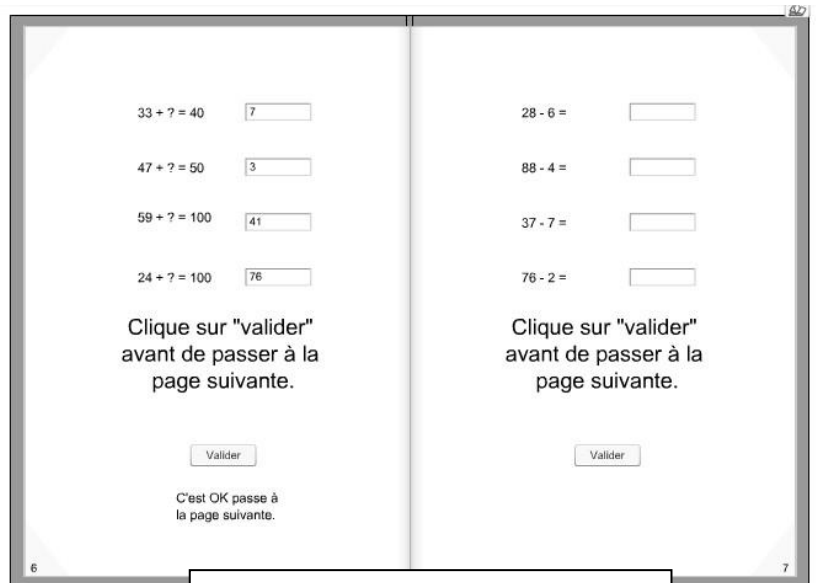 33 + ? = 40 7
47 + ? = 50 3
59 + ? = 100 41
24 + ? = 100 76
Clique sur "valider"
avant de passer à la
page suivante.
Valider
C'est OK passe à
la page suivante.
6
28 - 6 =
88 - 4 =
37 - 7 =
76 - 2 =
Clique sur "valider"
avant de passer à la
page suivante.
Valider
7